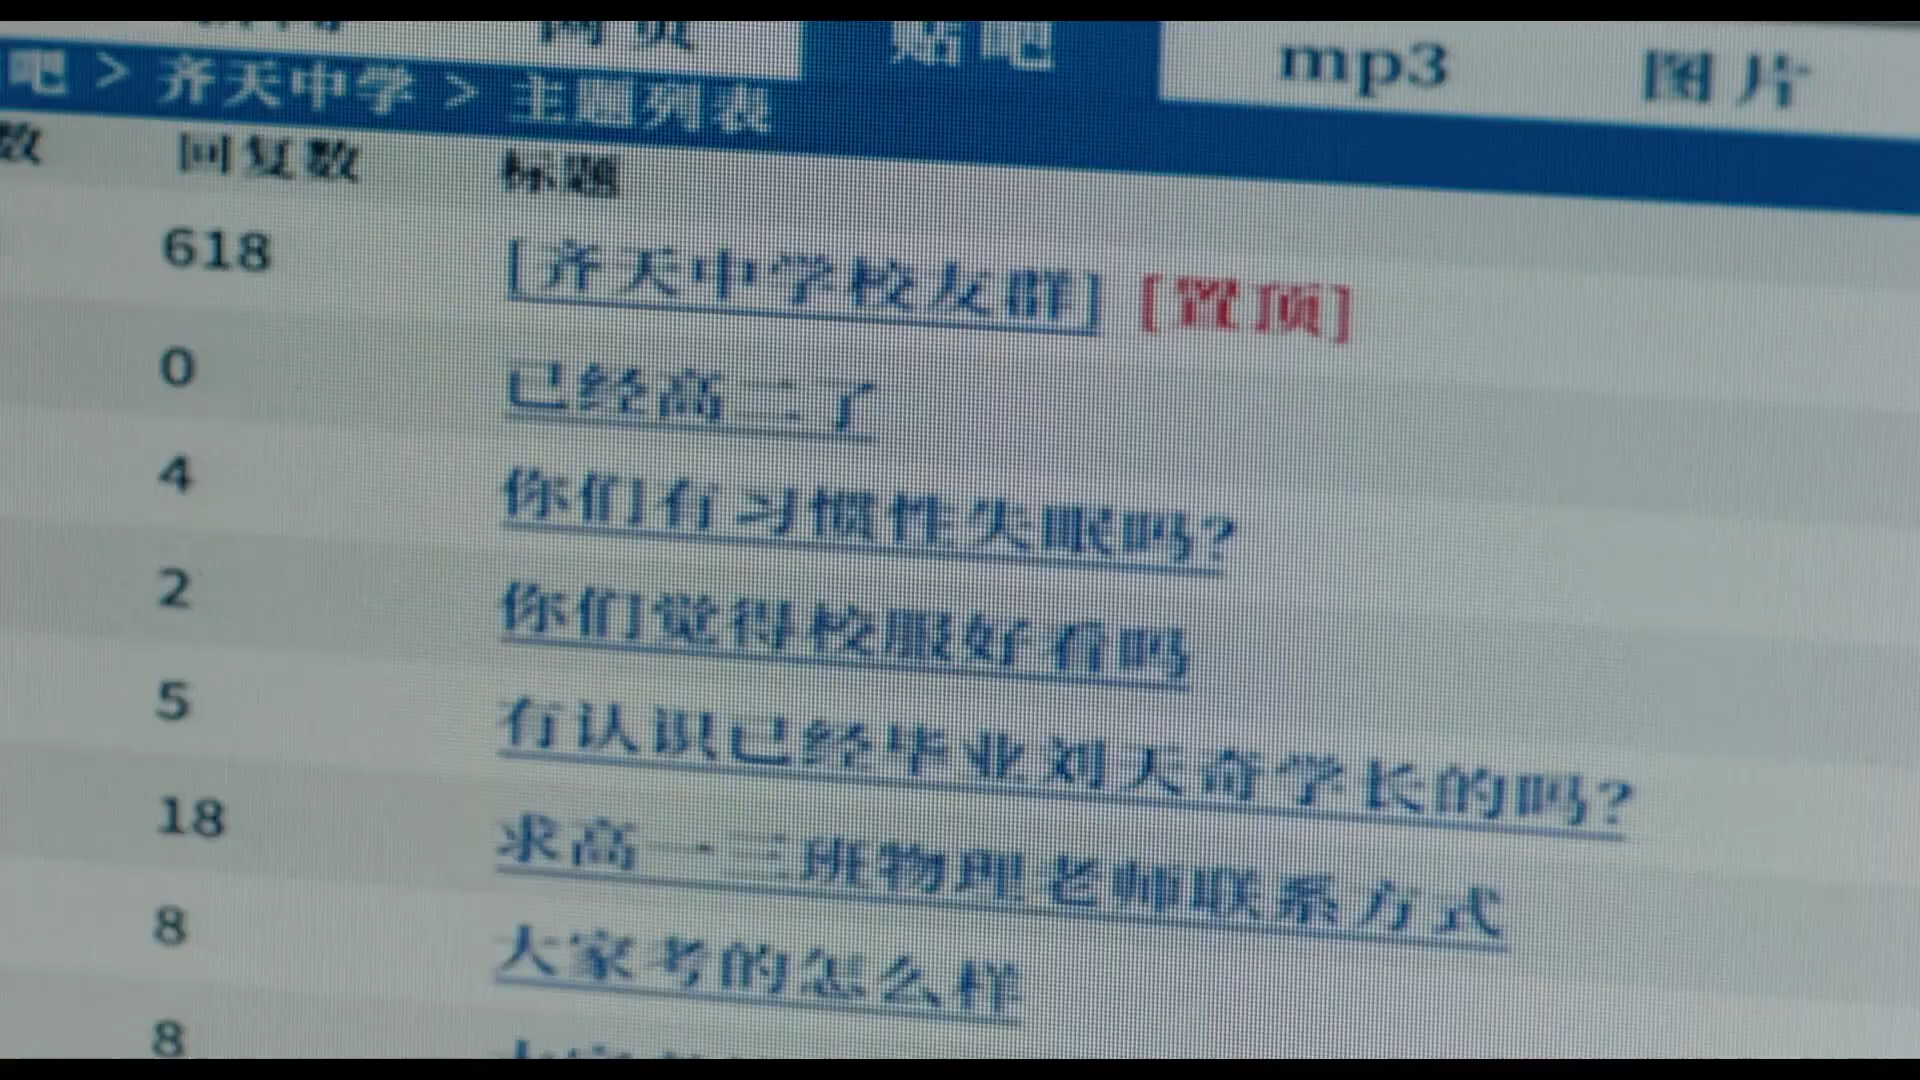 网页 贴吧 mp3 图片
吧 > 齐天中学 > 主题列表
数 回复数 标题
618 [齐天中学校友群] [置顶]
0 已经高二了
4 你们有习惯性失眠吗?
2 你们觉得校服好看吗
5 有认识已经毕业刘天奇学长的吗?
18 求高一三班物理老师联系方式
8 大家考的怎么样
8